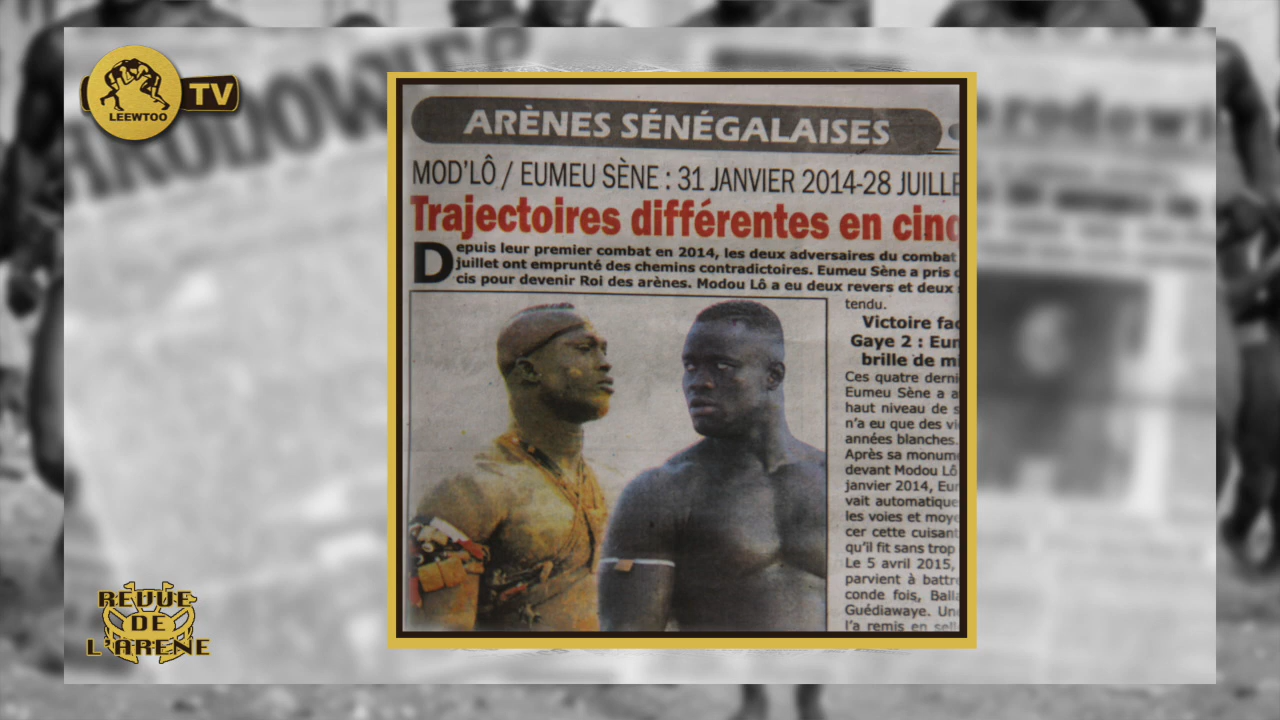 LEEWTOO
TV
ARÈNES SÉNÉGALAISES
MOD'LÔ / EUMEU SÈNE : 31 JANVIER 2014-28 JUILLE
Trajectoires différentes en cinq
Depuis leur premier combat en 2014, les deux adversaires du combat
juillet ont emprunté des chemins contradictoires. Eumeu Sène a pris
cis pour devenir Roi des arènes. Modou Lô a eu deux revers et deux
tendu.
Victoire fac
Gaye 2 : Eum
brille de mi
Ces quatre derni
Eumeu Sène a a
haut niveau de s
n'a eu que des vi
années blanches.
Après sa monum
devant Modou Lô
janvier 2014, Eum
vait automatique
les voies et moye
cer cette cuisant
qu'il fit sans trop
Le 5 avril 2015,
parvient à battre
conde fois, Balla
Guédiawaye. Une
l'a remis en selle
REVUE
DE
L'ARENE